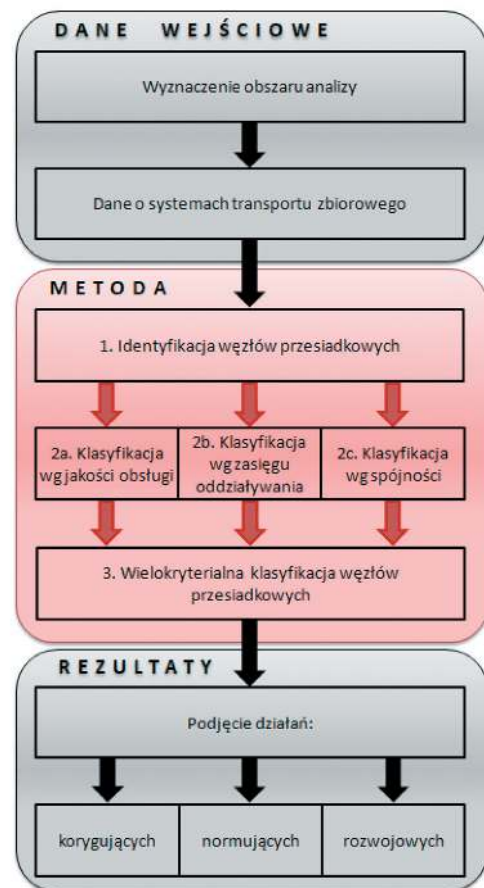 DANE WEJŚCIOWE
Wyznaczenie obszaru analizy
Dane o systemach transportu zbiorowego
METODA
1. Identyfikacja węzłów przesiadkowych
2a. Klasyfikacja
wg jakości obsługi
2b. Klasyfikacja
wg zasięgu
oddziaływania
2c. Klasyfikacja
wg spójności
3. Wielokryterialna klasyfikacja węzłów
przesiadkowych
REZULTATY
Podjęcie działań:
korygujących
normujących
rozwojowych